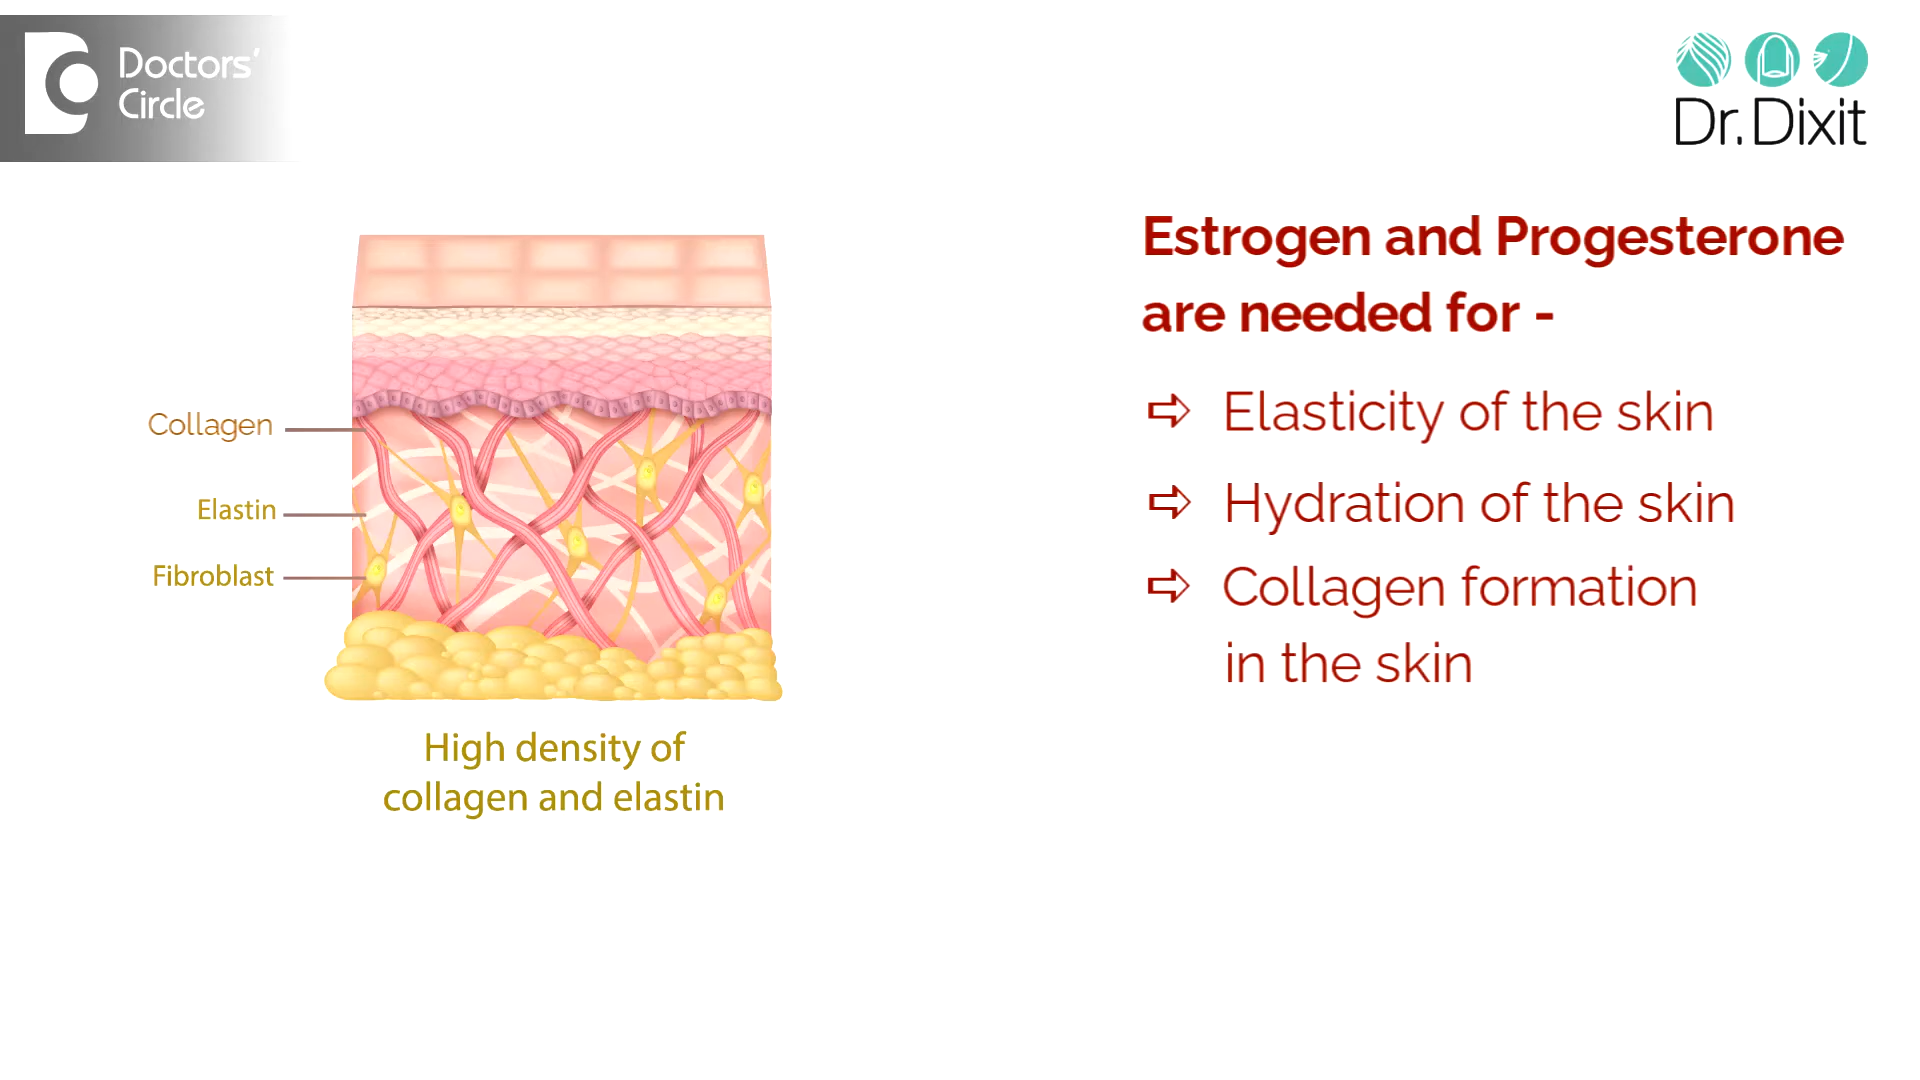 Doctors'
Circle
Dr. Dixit
Estrogen and Progesterone
are needed for -
⇨ Elasticity of the skin
⇨ Hydration of the skin
⇨ Collagen formation
in the skin
Collagen
Elastin
Fibroblast
High density of
collagen and elastin